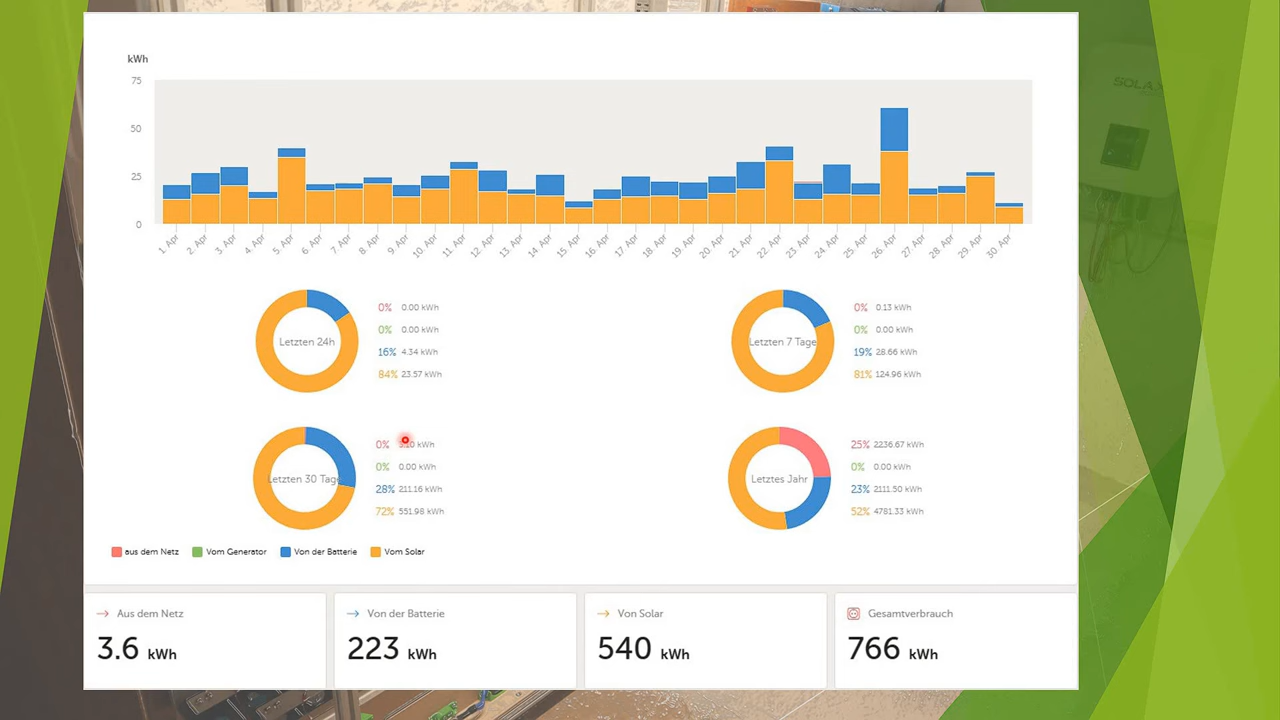 kWh
75
50
25
0
1. Apr 2. Apr 3. Apr 4. Apr 5. Apr 6. Apr 7. Apr 8. Apr 9. Apr 10. Apr 11. Apr 12. Apr 13. Apr 14. Apr 15. Apr 16. Apr 17. Apr 18. Apr 19. Apr 20. Apr 21. Apr 22. Apr 23. Apr 24. Apr 25. Apr 26. Apr 27. Apr 28. Apr 29. Apr 30. Apr
Letzten 24h
0% 0.00 kWh
0% 0.00 kWh
16% 4.34 kWh
84% 23.57 kWh
Letzten 7 Tage
0% 0.13 kWh
0% 0.00 kWh
19% 28.66 kWh
81% 124.96 kWh
Letzten 30 Tage
0% kWh
0% 0.00 kWh
28% 211.16 kWh
72% 551.98 kWh
Letztes Jahr
25% 2236.67 kWh
0% 0.00 kWh
23% 2111.50 kWh
52% 4781.33 kWh
aus dem Netz Vom Generator Von der Batterie Vom Solar
Aus dem Netz
3.6 kWh
Von der Batterie
223 kWh
Von Solar
540 kWh
Gesamtverbrauch
766 kWh